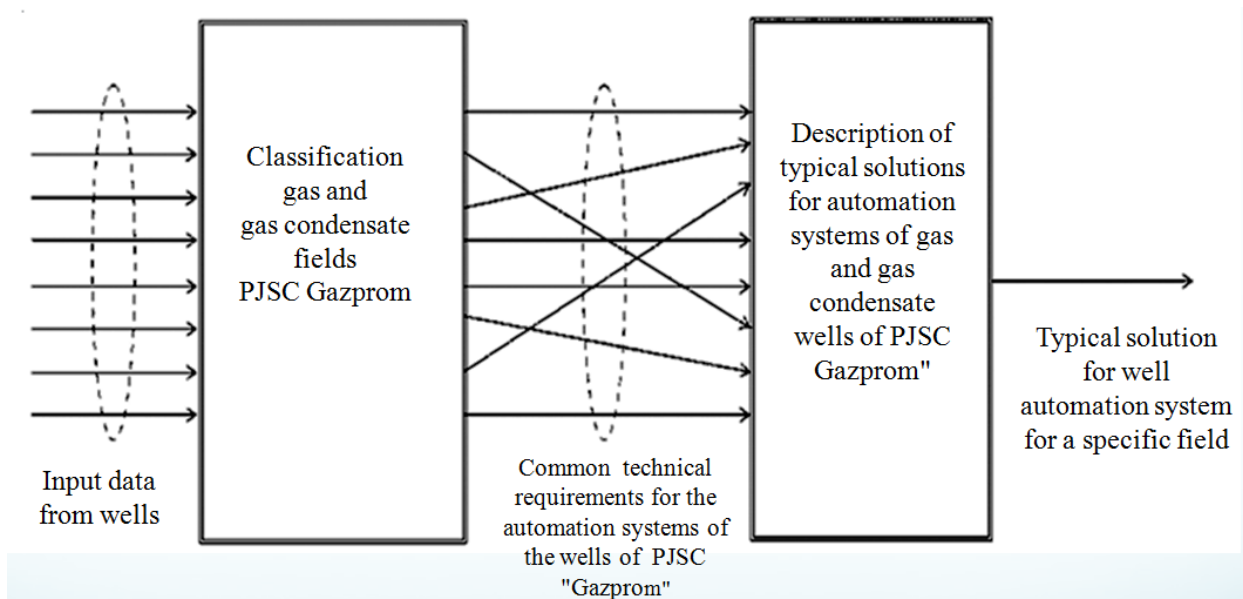 Classification
gas and
gas condensate
fields
PJSC Gazprom
Description of
typical solutions
for automation
systems of gas
and gas
condensate
wells of PJSC
Gazprom"
Input data
from wells
Common technical
requirements for the
automation systems of
the wells of PJSC
"Gazprom"
Typical solution
for well
automation system
for a specific field